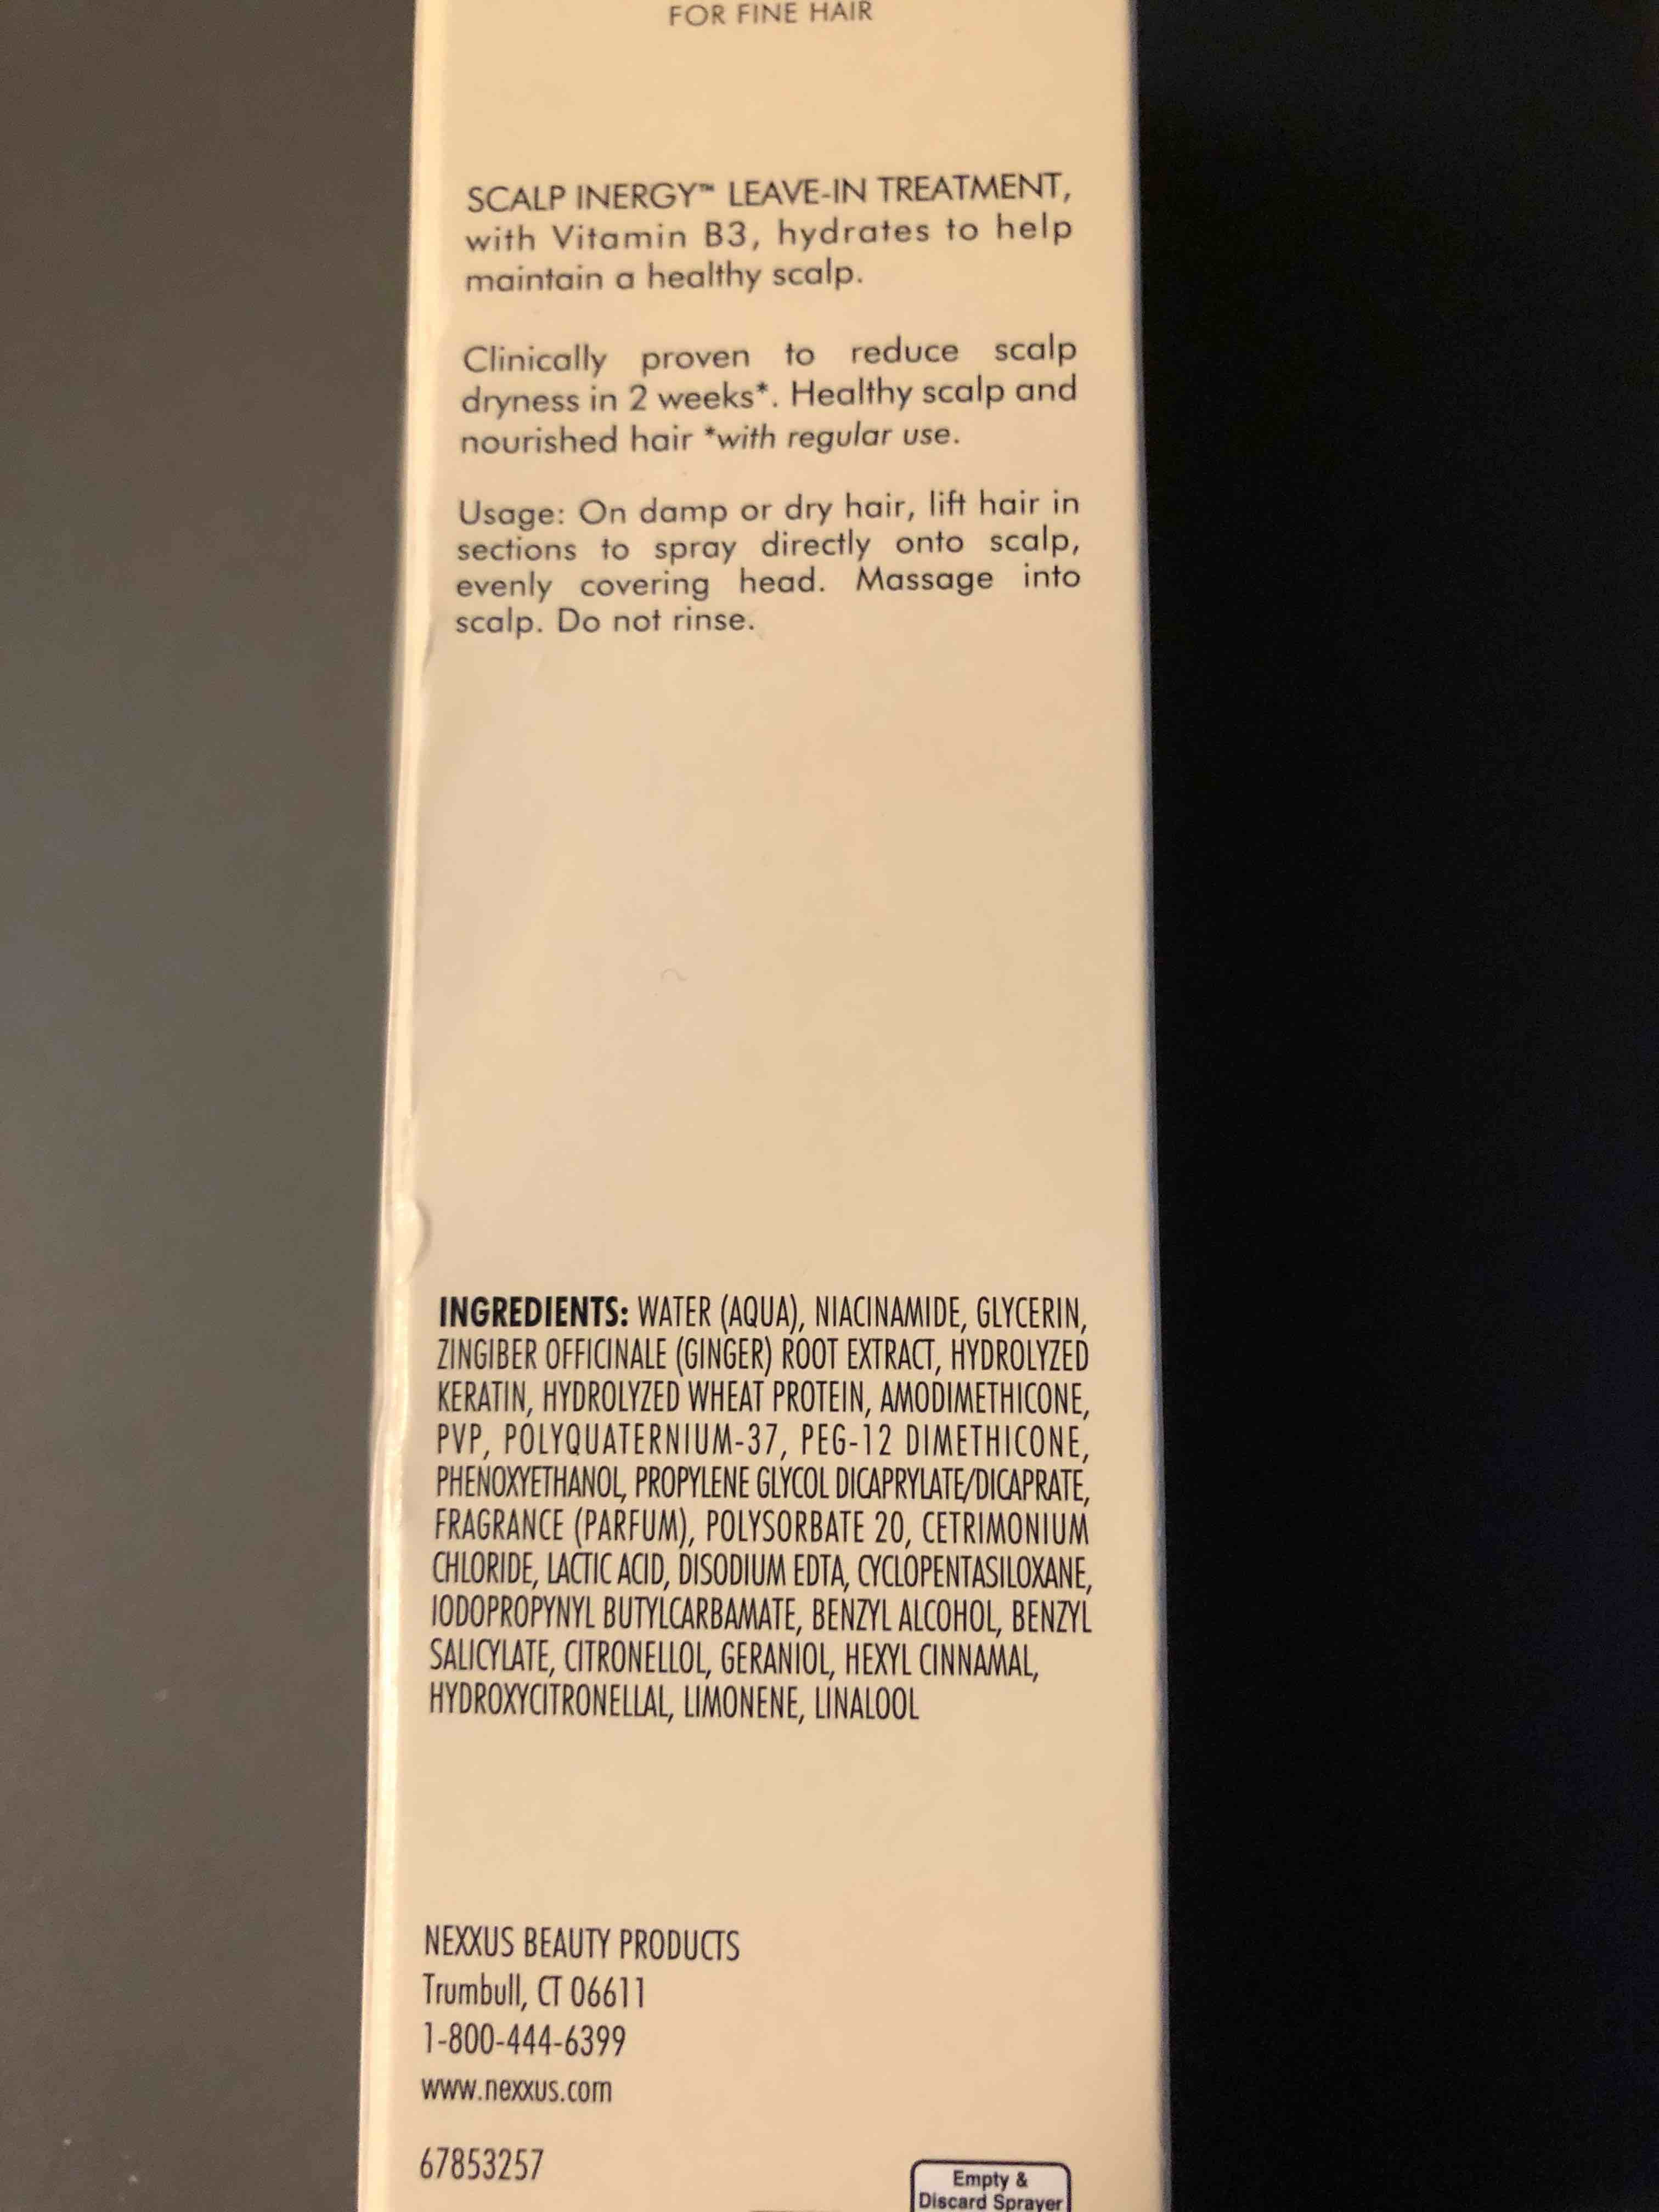 FOR FINE HAIR
SCALP INERGY™ LEAVE-IN TREATMENT,
with Vitamin B3, hydrates to help
maintain a healthy scalp.
Clinically proven to reduce scalp
dryness in 2 weeks*. Healthy scalp and
nourished hair *with regular use.
Usage: On damp or dry hair, lift hair in
sections to spray directly onto scalp,
evenly covering head. Massage into
scalp. Do not rinse.
INGREDIENTS: WATER (AQUA), NIACINAMIDE, GLYCERIN,
ZINGIBER OFFICINALE (GINGER) ROOT EXTRACT, HYDROLYZED
KERATIN, HYDROLYZED WHEAT PROTEIN, AMODIMETHICONE,
PVP, POLYQUATERNIUM-37, PEG-12 DIMETHICONE,
PHENOXYETHANOL, PROPYLENE GLYCOL DICAPRYLATE/DICAPRATE,
FRAGRANCE (PARFUM), POLYSORBATE 20, CETRIMONIUM
CHLORIDE, LACTIC ACID, DISODIUM EDTA, CYCLOPENTASILOXANE,
IODOPROPYNYL BUTYLCARBAMATE, BENZYL ALCOHOL, BENZYL
SALICYLATE, CITRONELLOL, GERANIOL, HEXYL CINNAMAL,
HYDROXYCITRONELLAL, LIMONENE, LINALOOL
NEXXUS BEAUTY PRODUCTS
Trumbull, CT 06611
1-800-444-6399
www.nexxus.com
67853257
Empty &
Discard Sprayer